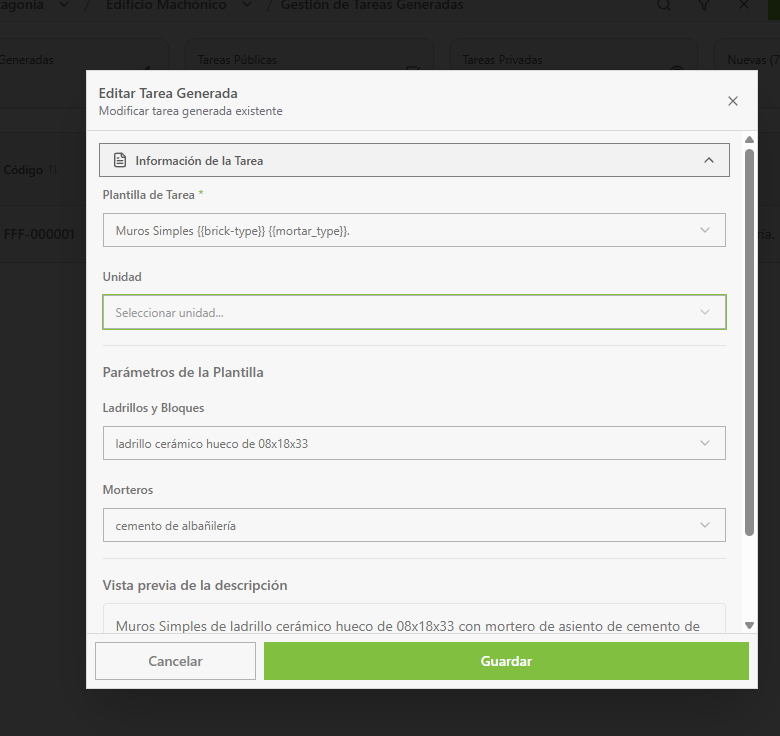 Edificio Machónico / Gestión de Tareas Generadas
Generadas
Tareas Públicas
Tareas Privadas
Nuevas (7
Editar Tarea Generada
Modificar tarea generada existente
Código
FFF-000001
Información de la Tarea
Plantilla de Tarea *
Muros Simples {{brick-type}} {{mortar_type}}.
Unidad
Seleccionar unidad...
Parámetros de la Plantilla
Ladrillos y Bloques
ladrillo cerámico hueco de 08x18x33
Morteros
cemento de albañilería
Vista previa de la descripción
Muros Simples de ladrillo cerámico hueco de 08x18x33 con mortero de asiento de cemento de
Cancelar
Guardar